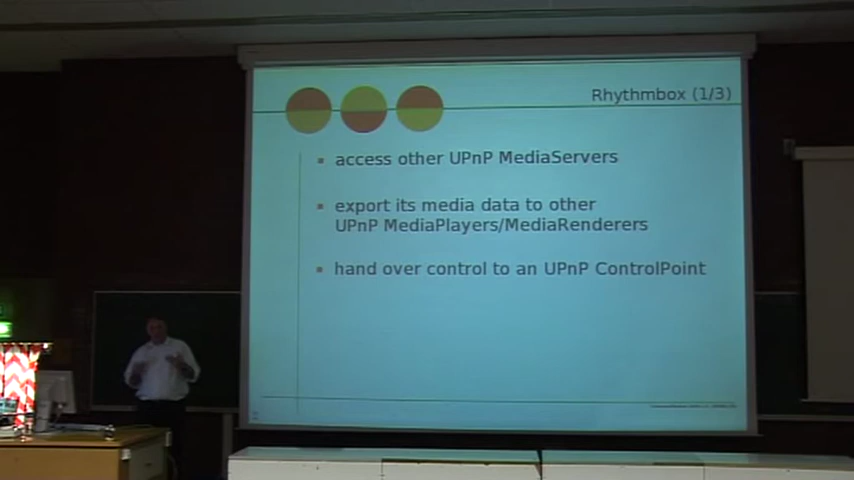 Rhythmbox (1/3)
access other UPnP MediaServers
export its media data to other
UPnP MediaPlayers/MediaRenderers
hand over control to an UPnP ControlPoint